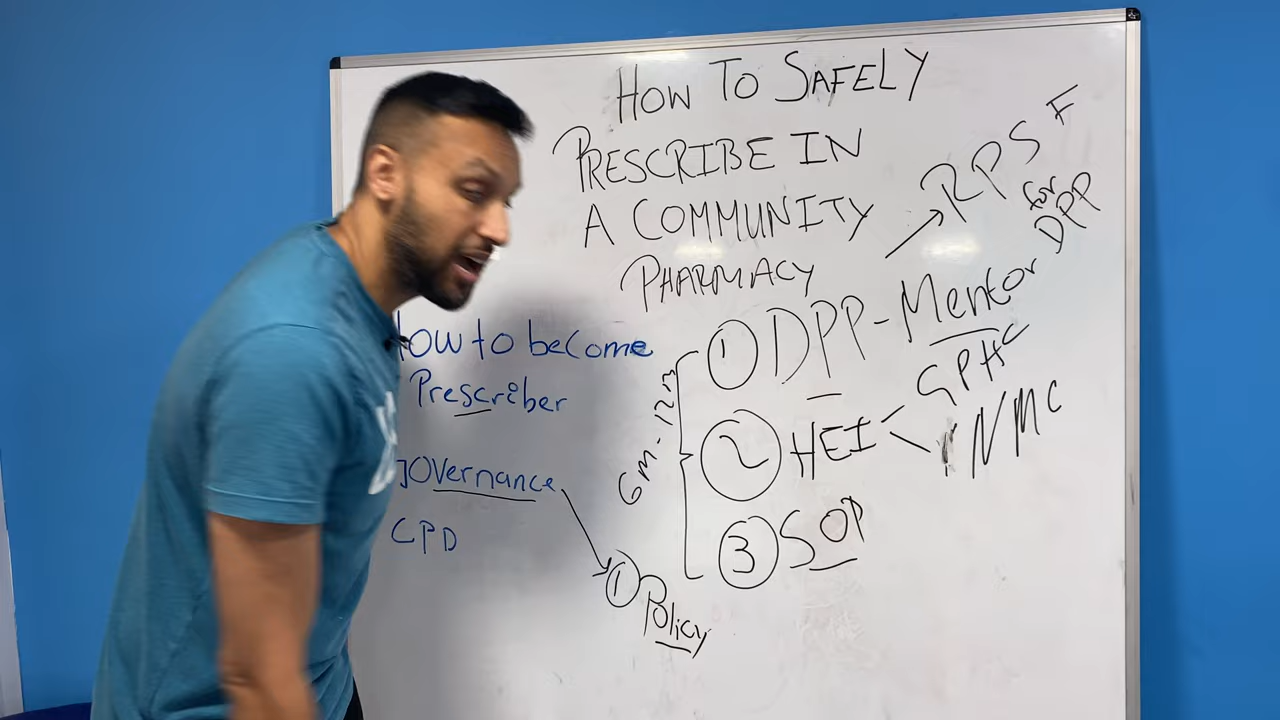 HOW TO SAFELY
PRESCRIBE IN
A COMMUNITY
PHARMACY
RPS F
for
DPP
① DPP - Mentor
GPHC
② HEI
NMC
③ SOP
6m-12m
How to become
Prescriber
governance
CPD
① Policy